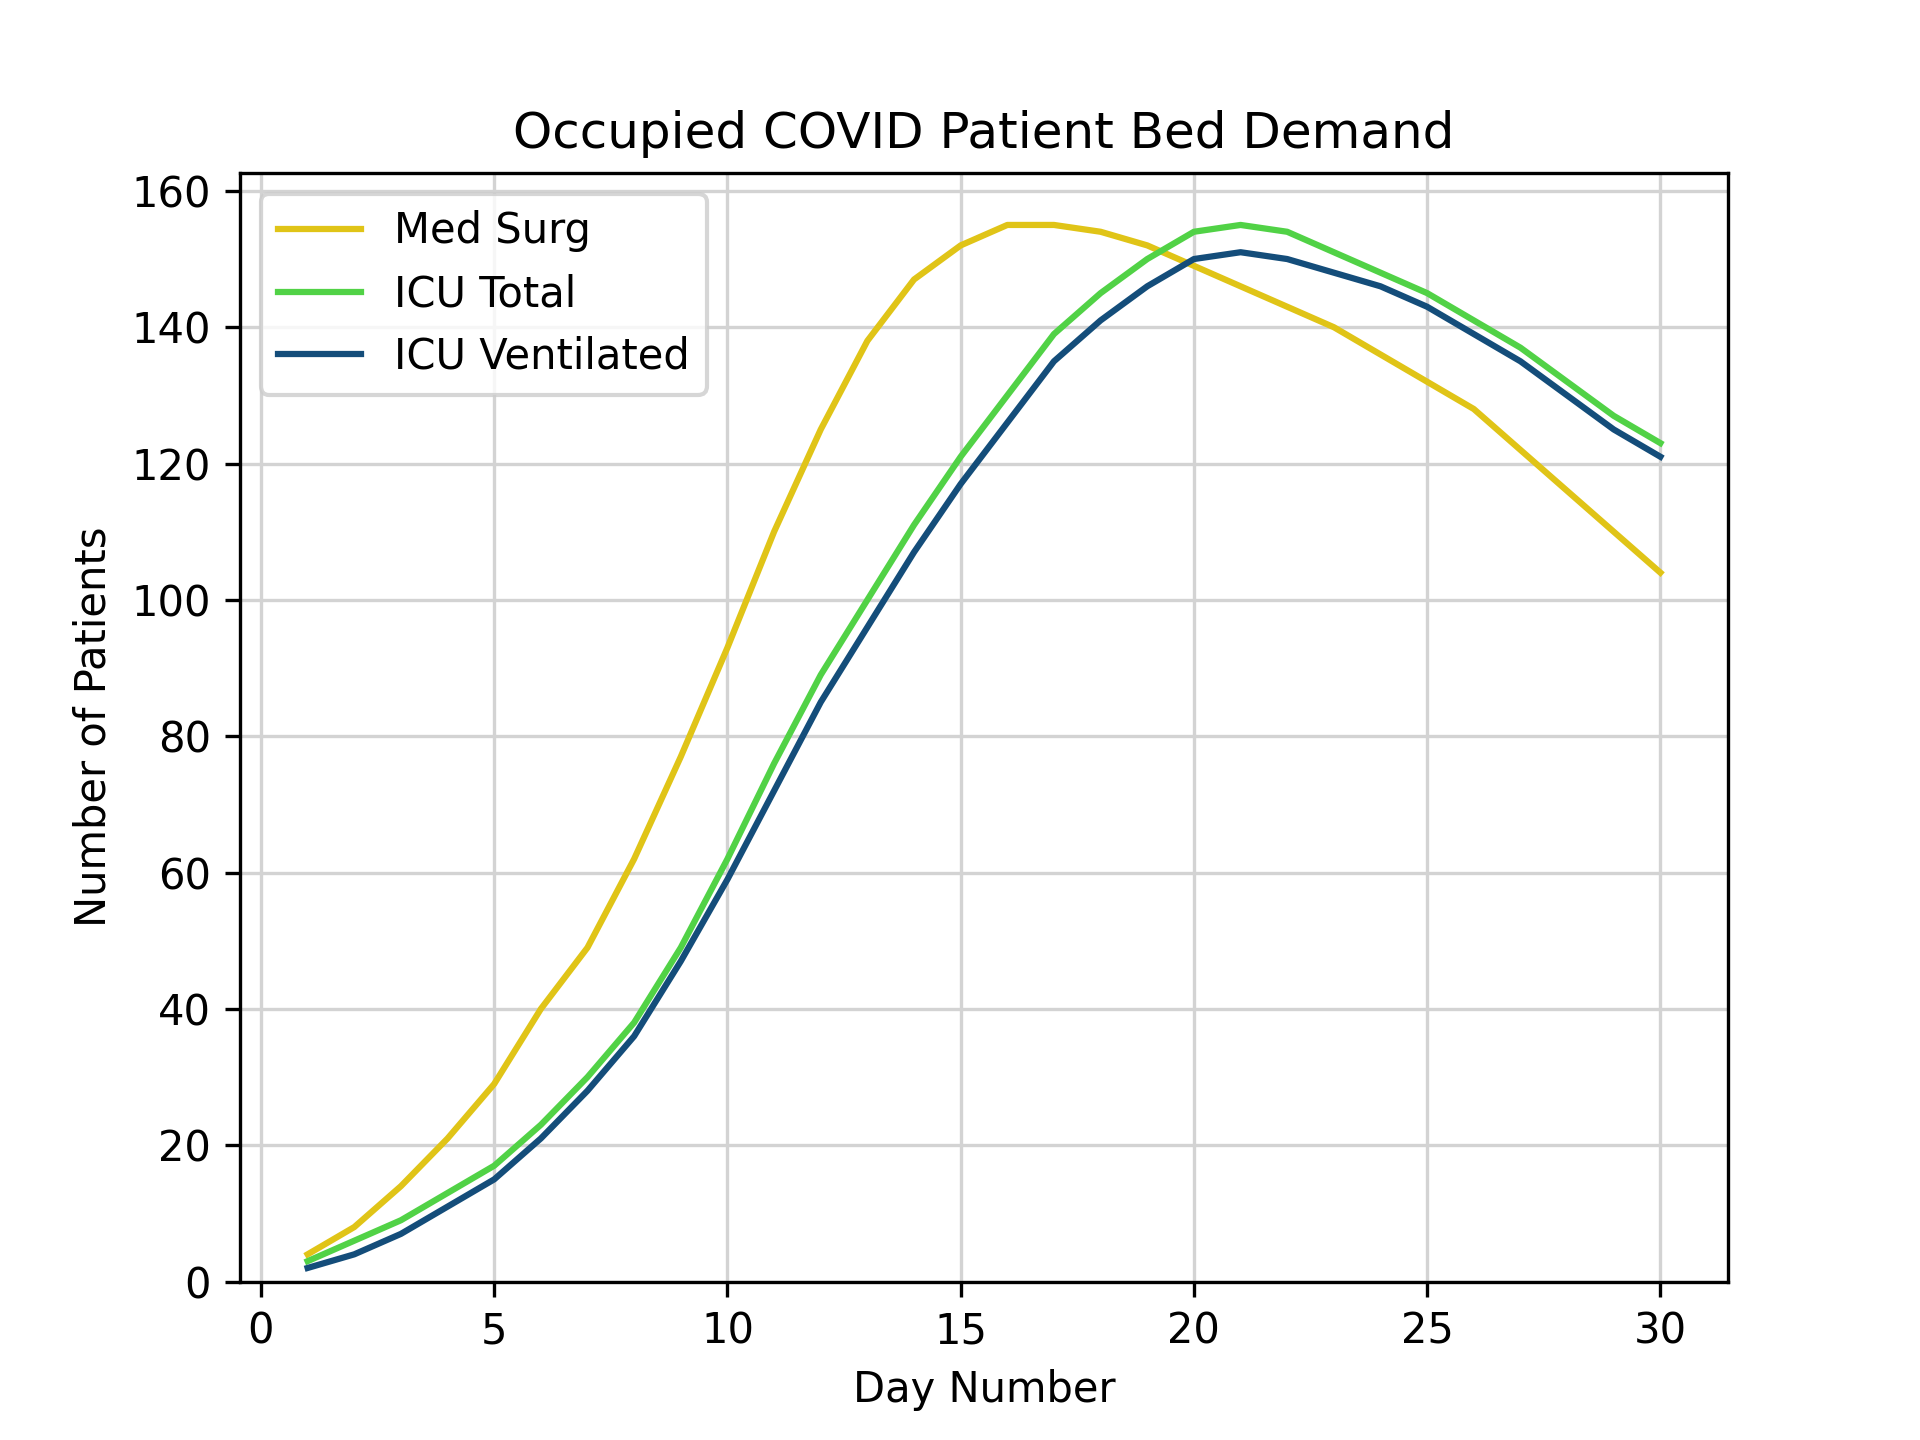 Occupied COVID Patient Bed Demand
Med Surg
ICU Total
ICU Ventilated
160
140
120
100
80
60
40
20
0
Number of Patients
0 5 10 15 20 25 30
Day Number